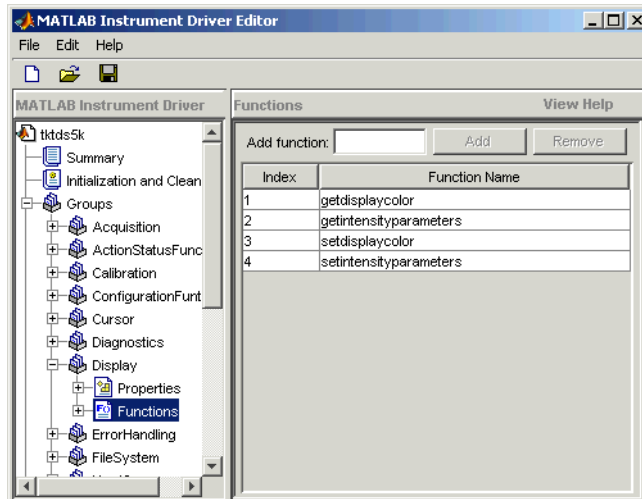 MATLAB Instrument Driver Editor
File Edit Help
MATLAB Instrument Driver
tktds5k
Summary
Initialization and Clean
Groups
Acquisition
ActionStatusFunc
Calibration
ConfigurationFunt
Cursor
Diagnostics
Display
Properties
Functions
ErrorHandling
FileSystem
Functions View Help
Add function: Add Remove
Index Function Name
1 getdisplaycolor
2 getintensityparameters
3 setdisplaycolor
4 setintensityparameters